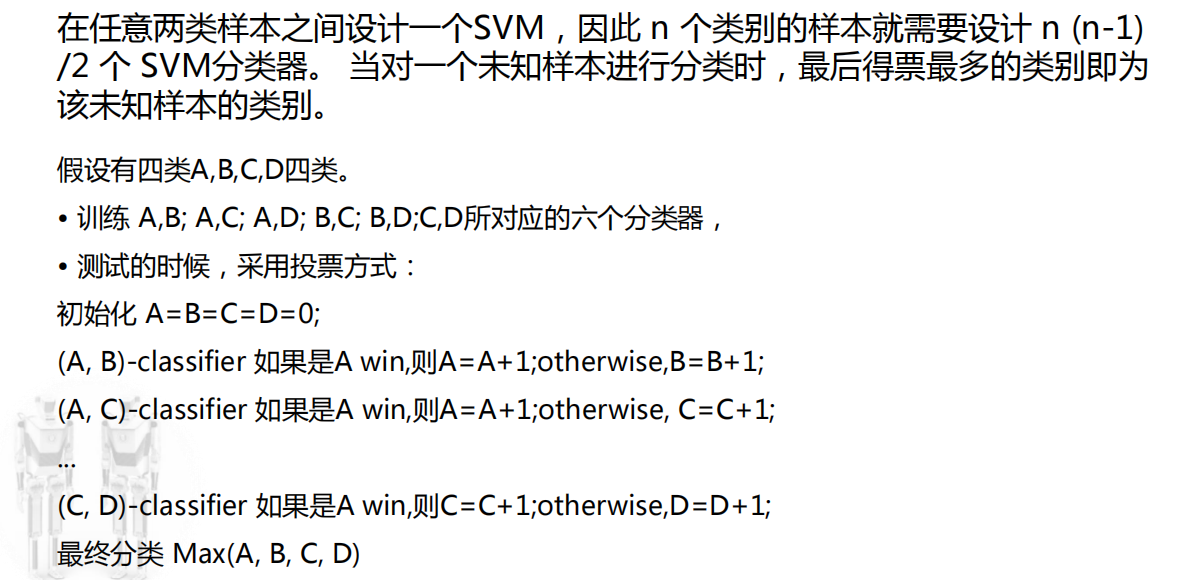 在任意两类样本之间设计一个SVM，因此 n 个类别的样本就需要设计 n (n-1)
/2 个 SVM分类器。 当对一个未知样本进行分类时，最后得票最多的类别即为
该未知样本的类别。
假设有四类A,B,C,D四类。
• 训练 A,B; A,C; A,D; B,C; B,D;C,D所对应的六个分类器，
• 测试的时候，采用投票方式：
初始化 A=B=C=D=0;
(A, B)-classifier 如果是A win,则A=A+1;otherwise,B=B+1;
(A, C)-classifier 如果是A win,则A=A+1;otherwise, C=C+1;
...
(C, D)-classifier 如果是A win,则C=C+1;otherwise,D=D+1;
最终分类 Max(A, B, C, D)